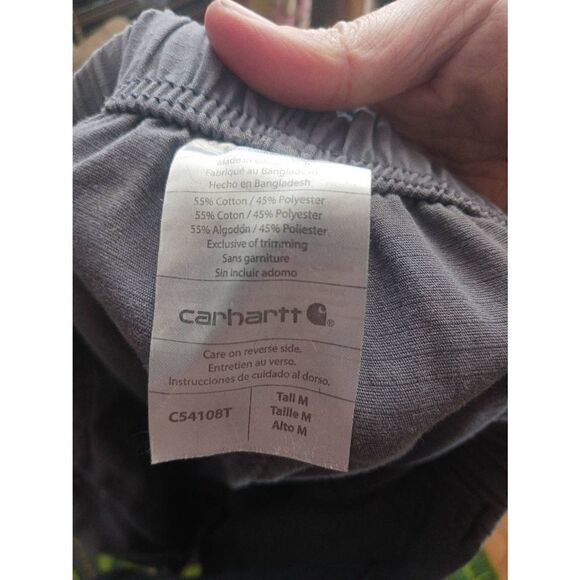 Made in
Fabriqué au Bangladesh
Hecho en Bangladesh
55% Cotton / 45% Polyester
55% Coton / 45% Polyester
55% Algodón / 45% Poliester
Exclusive of trimming
Sans garniture
Sin incluir adorno
carhartt ®
Care on reverse side.
Entretien au verso.
Instrucciones de cuidado al dorso.
C54108T
Tall M
Taille M
Alto M